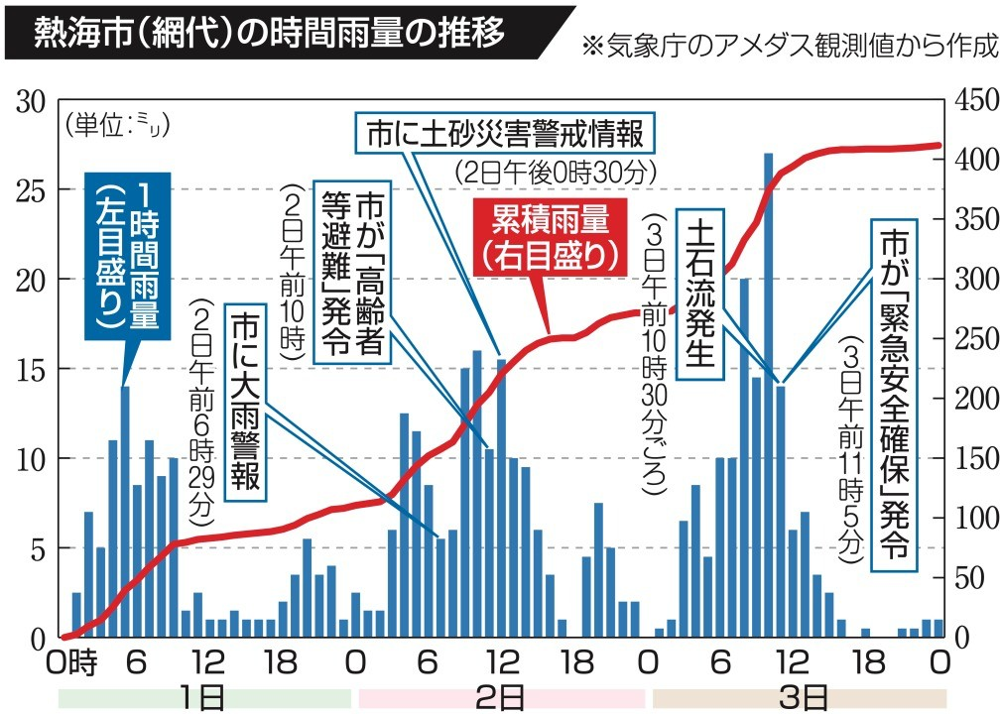 熱海市(網代)の時間雨量の推移
※気象庁のアメダス観測値から作成
(単位:ミリ)
30
25
20
15
10
5
0
450
400
350
300
250
200
150
100
50
0
1時間雨量
(左目盛り)
市に大雨警報
(2日午前6時29分)
市が「高齢者
等避難」発令
(2日午前10時)
市に土砂災害警戒情報
(2日午後0時30分)
累積雨量
(右目盛り)
土石流発生
(3日午前10時30分ごろ)
市が「緊急安全確保」発令
(3日午前11時5分)
0時 6 12 18 0 6 12 18 0 6 12 18 0
1日 2日 3日